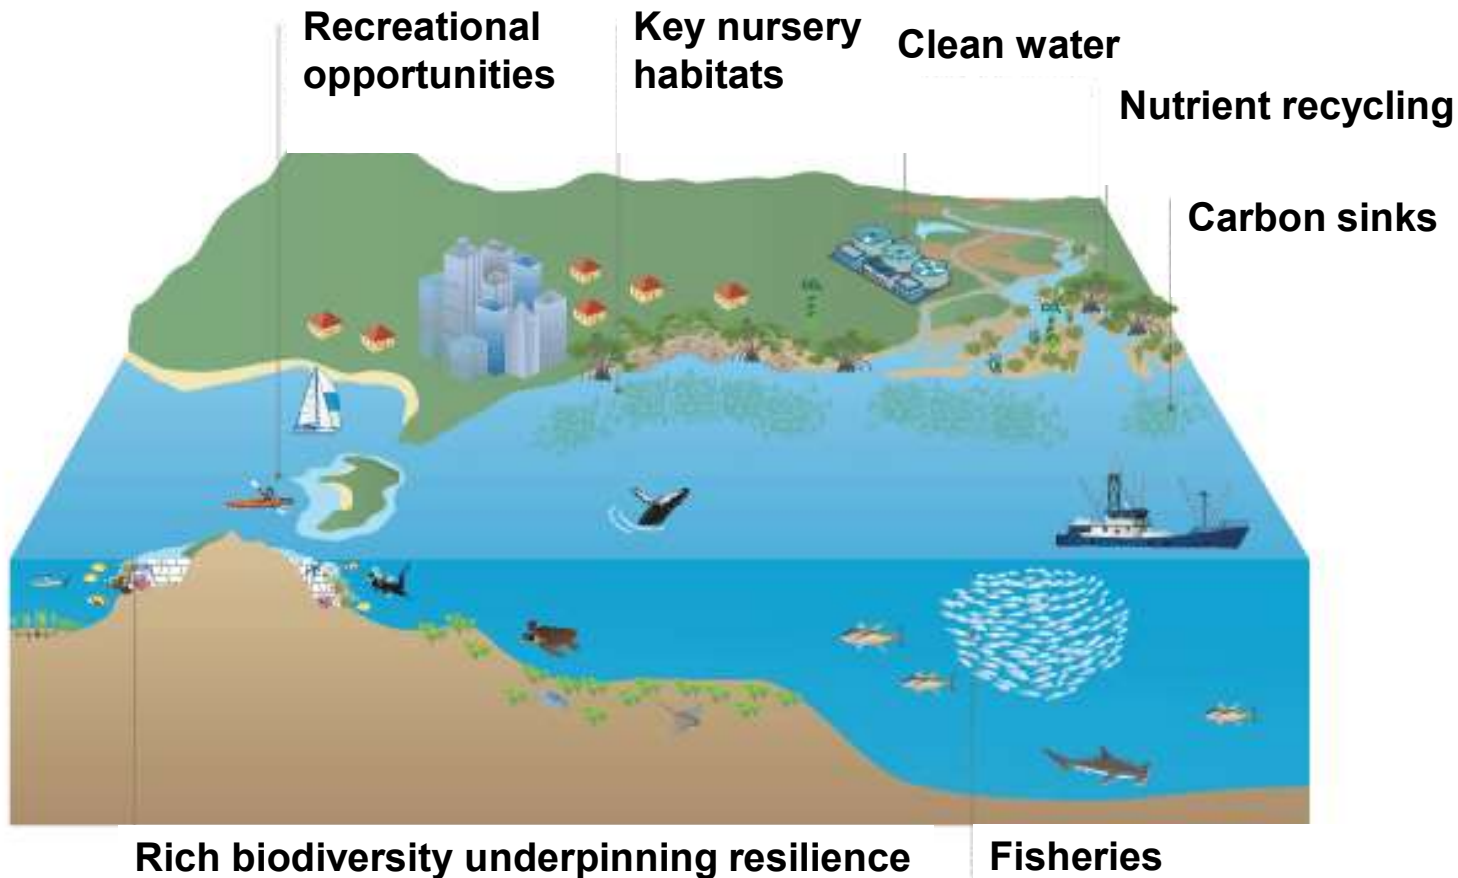 Recreational
opportunities
Key nursery
habitats
Clean water
Nutrient recycling
Carbon sinks
Rich biodiversity underpinning resilience
Fisheries